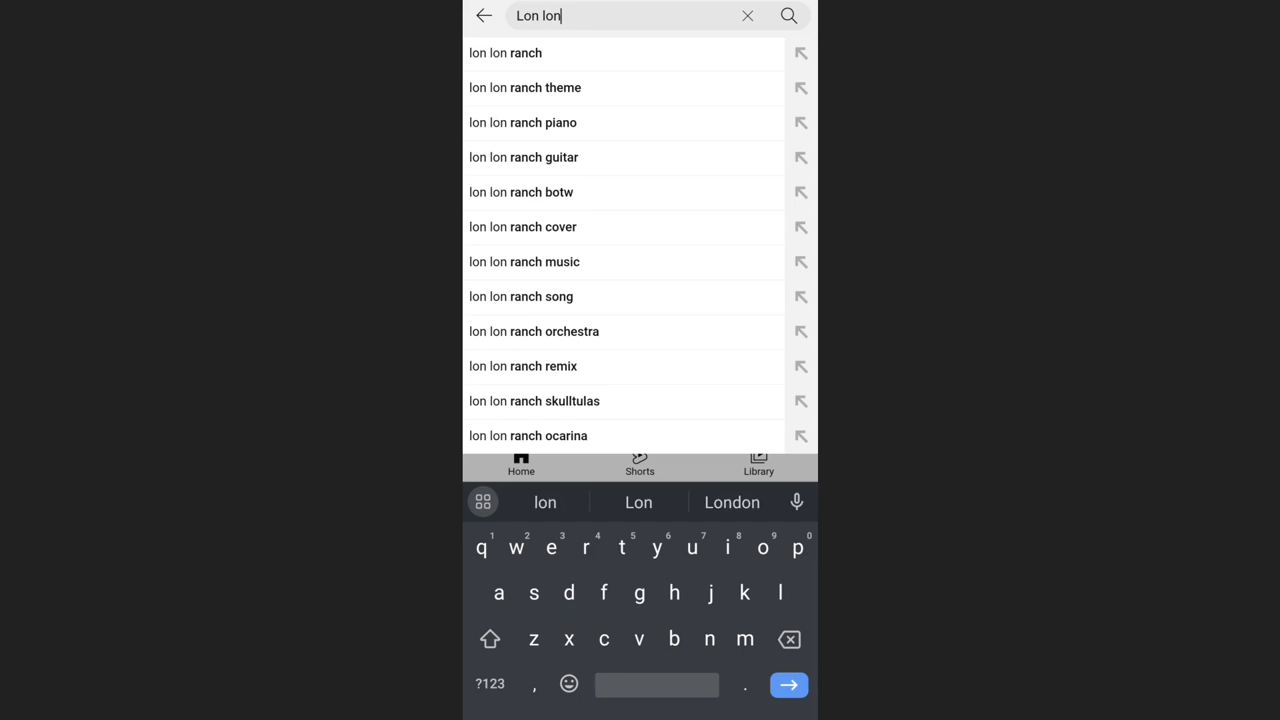 Lon lon
lon lon ranch
lon lon ranch theme
lon lon ranch piano
lon lon ranch guitar
lon lon ranch botw
lon lon ranch cover
lon lon ranch music
lon lon ranch song
lon lon ranch orchestra
lon lon ranch remix
lon lon ranch skulltulas
lon lon ranch ocarina
Home Shorts Library
lon Lon London
1 2 3 4 5 6 7 8 9 0
q w e r t y u i o p
a s d f g h j k l
z x c v b n m
?123 , .